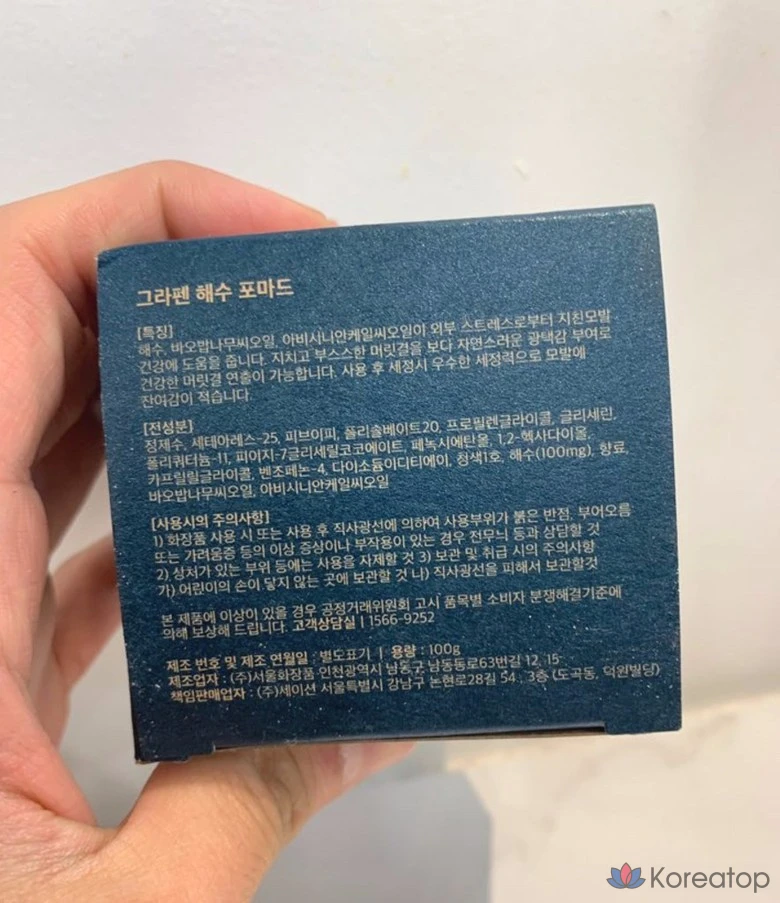 그라펜 해수 포마드
[특징]
해수, 바오밥나무씨오일, 아비시니안케일씨오일이 외부 스트레스로부터 지친모발
건강에 도움을 줍니다. 지치고 부스스한 머릿결을 보다 자연스러운 광택감 부여로
건강한 머릿결 연출이 가능합니다. 사용 후 세정시 우수한 세정력으로 모발에
잔여감이 적습니다.
[전성분]
정제수, 세테아레스-25, 피브이피, 폴리솔베이트20, 프로필렌글라이콜, 글리세린,
폴리쿼터늄-11, 피이지-7글리세릴코코에이트, 페녹시에탄올, 1,2-헥사다이올,
카프릴릴글라이콜, 벤조페논-4, 다이소듐이디티에이, 청색1호, 해수(100mg), 향료,
바오밥나무씨오일, 아비시니안케일씨오일
[사용시의 주의사항]
1) 화장품 사용 시 또는 사용 후 직사광선에 의하여 사용부위가 붉은 반점, 부어오름
또는 가려움증 등의 이상 증상이나 부작용이 있는 경우 전무늬 등과 상담할 것
2) 상처가 있는 부위 등에는 사용을 자제할 것 3) 보관 및 취급 시의 주의사항
가) 어린이의 손이 닿지 않는 곳에 보관할 것 나) 직사광선을 피해서 보관할것
본 제품에 이상이 있을 경우 공정거래위원회 고시 품목별 소비자 분쟁해결기준에
의해 보상해 드립니다. 고객상담실 | 1566-9252
제조 번호 및 제조 연월일 : 별도표기 | 용량 : 100g
제조업자 : (주)서울화장품 인천광역시 남동구 남동동로63번길 12, 15-
책임판매업자 : (주)세이션 서울특별시 강남구 논현로28길 54 , 3층 (도곡동, 덕원빌딩)
Koreatop